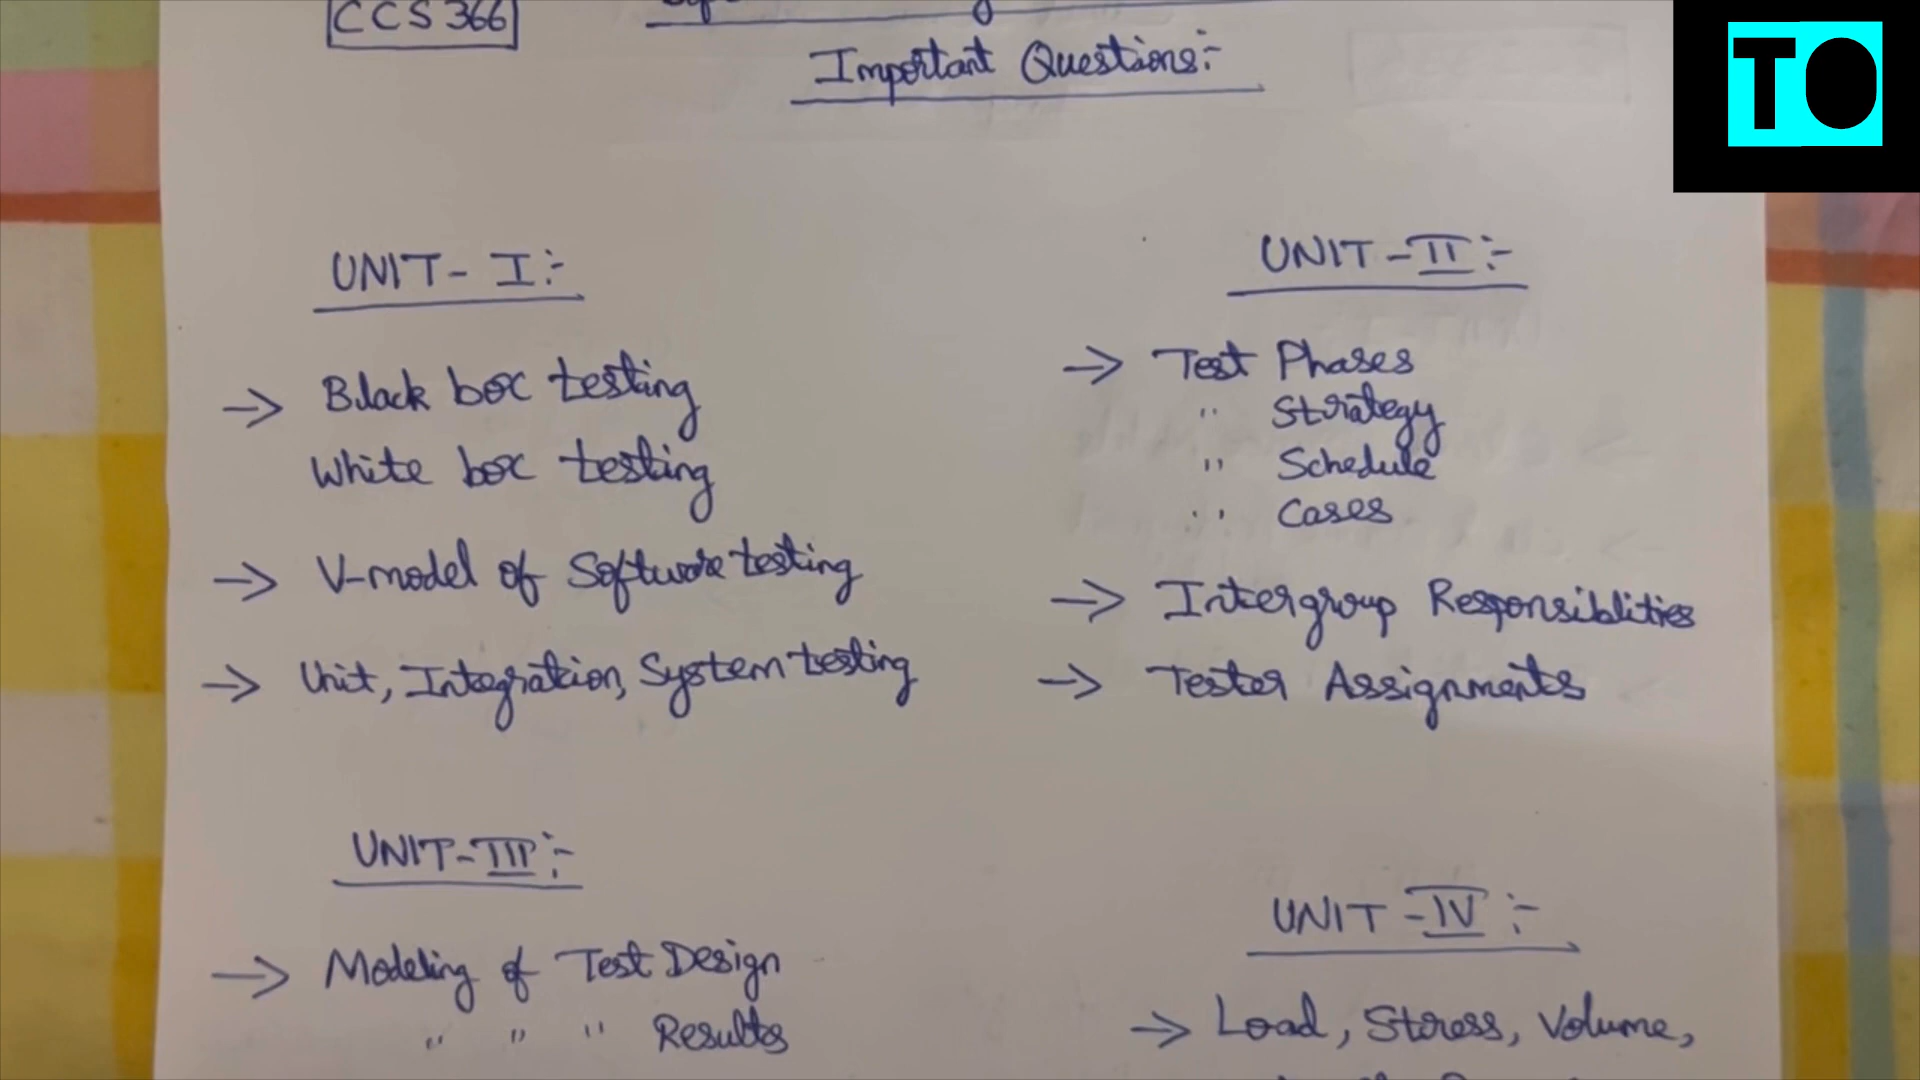 CCS 366
Important Questions:-
UNIT - I :-
→ Black box testing
White box testing
→ V-model of Software testing
→ Unit, Integration, System testing
UNIT - II :-
→ Test Phases
" Strategy
" Schedule
" Cases
→ Intergroup Responsiblities
→ Tester Assignments
UNIT - III :-
→ Modeling of Test Design
" " " Results
UNIT - IV :-
→ Load, Stress, Volume,
TO